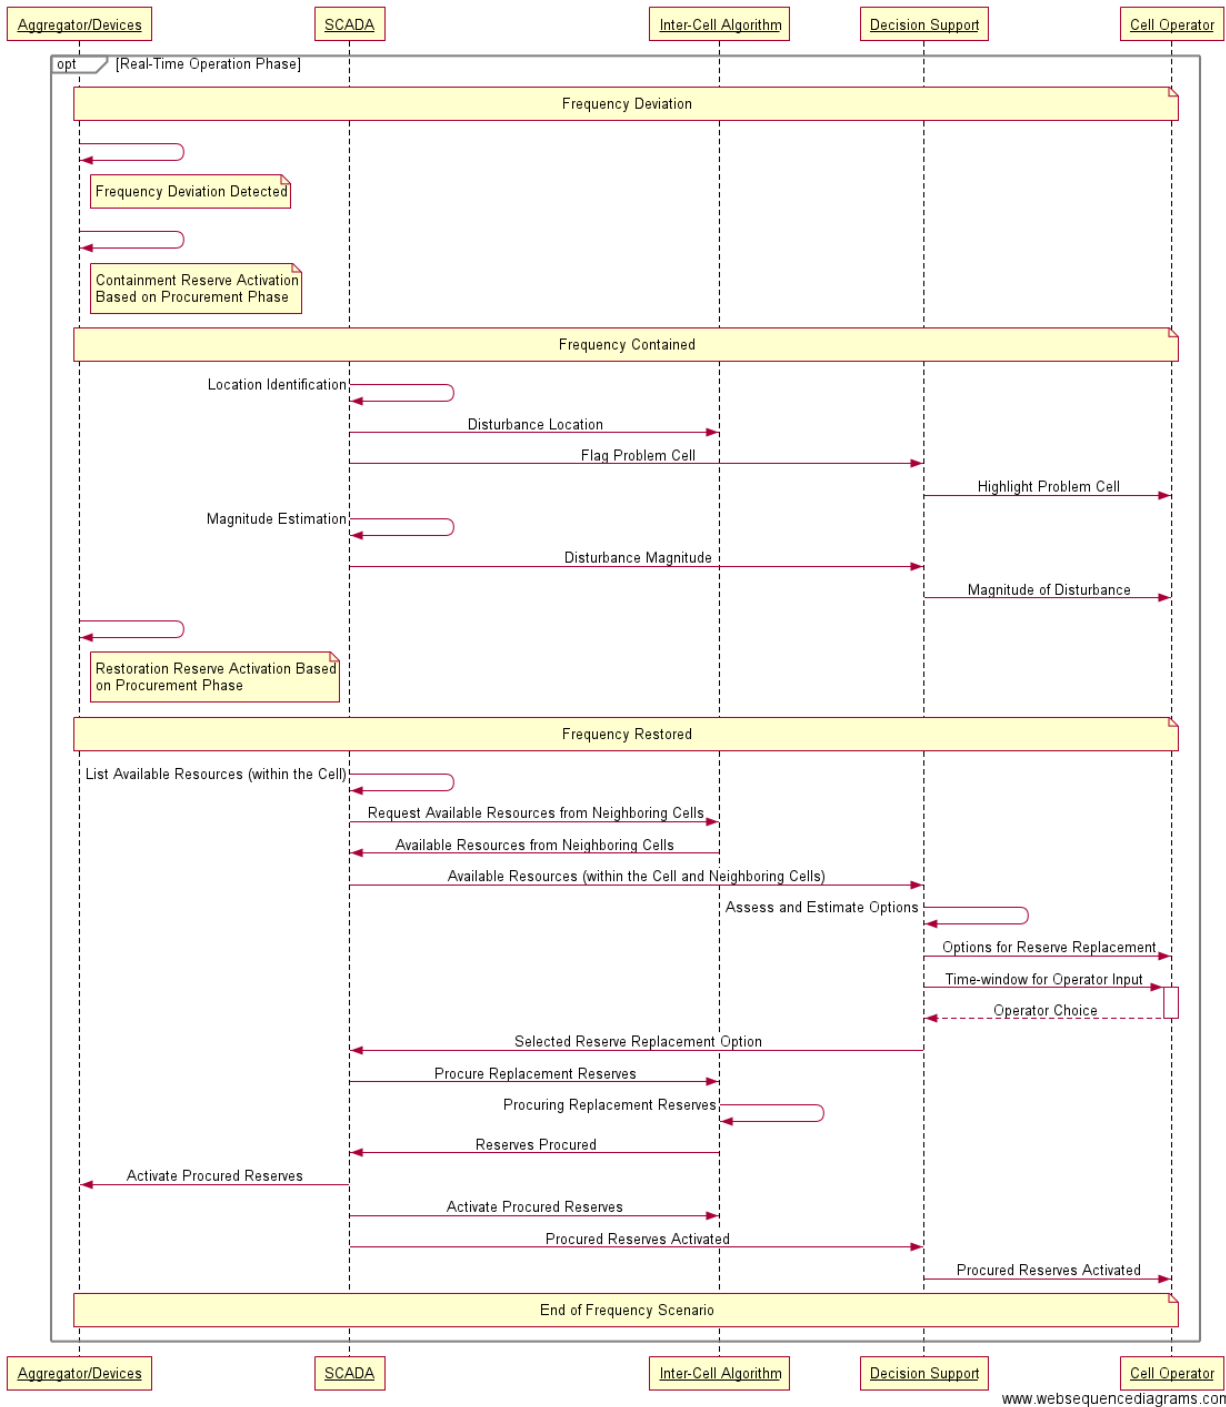 Aggregator/Devices
SCADA
Inter-Cell Algorithm
Decision Support
Cell Operator
opt
[Real-Time Operation Phase]
Frequency Deviation
Frequency Deviation Detected
Containment Reserve Activation
Based on Procurement Phase
Frequency Contained
Location Identification
Disturbance Location
Flag Problem Cell
Highlight Problem Cell
Magnitude Estimation
Disturbance Magnitude
Magnitude of Disturbance
Restoration Reserve Activation Based
on Procurement Phase
Frequency Restored
List Available Resources (within the Cell)
Request Available Resources from Neighboring Cells
Available Resources from Neighboring Cells
Available Resources (within the Cell and Neighboring Cells)
Assess and Estimate Options
Options for Reserve Replacement
Time-window for Operator Input
Operator Choice
Selected Reserve Replacement Option
Procure Replacement Reserves
Procuring Replacement Reserves
Reserves Procured
Activate Procured Reserves
Activate Procured Reserves
Procured Reserves Activated
Procured Reserves Activated
End of Frequency Scenario
Aggregator/Devices
SCADA
Inter-Cell Algorithm
Decision Support
Cell Operator
www.websequencediagrams.com